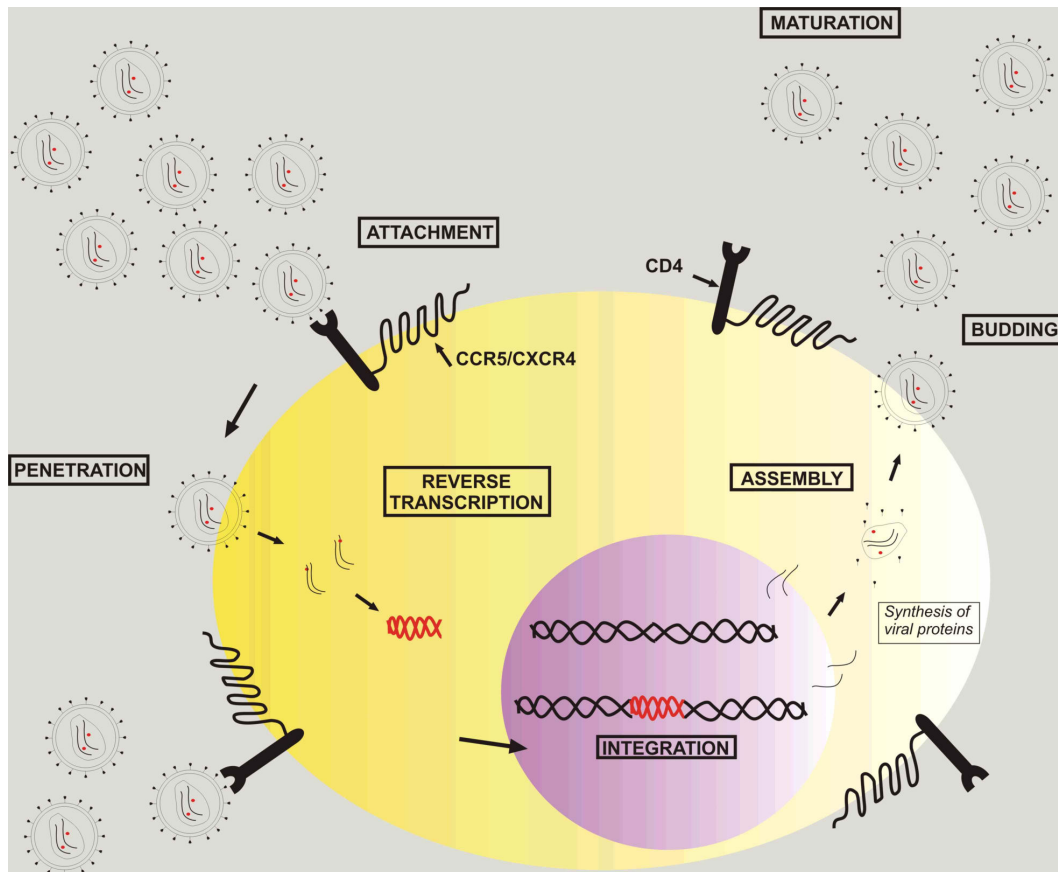 MATURATION
ATTACHMENT
CD4
BUDDING
CCR5/CXCR4
PENETRATION
REVERSE
TRANSCRIPTION
ASSEMBLY
Synthesis of
viral proteins
INTEGRATION